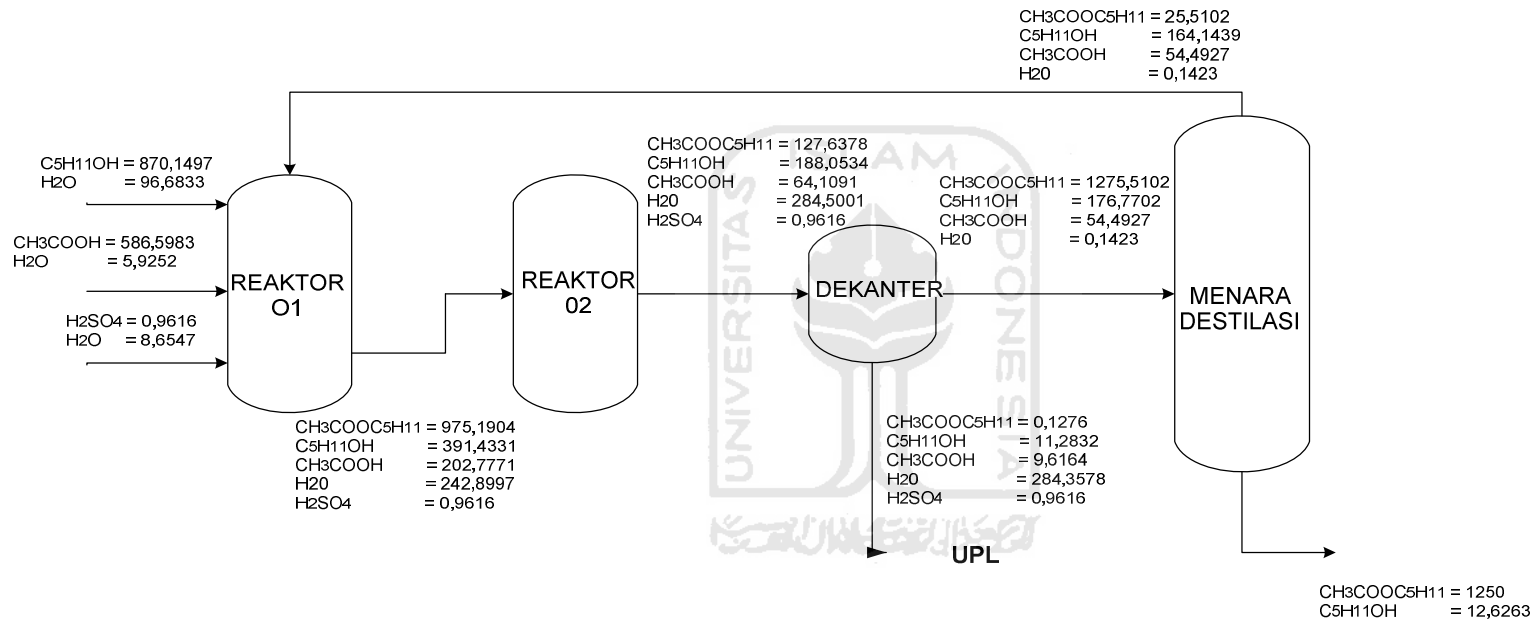 CH3COOC5H11 = 25,5102
C5H11OH = 164,1439
CH3COOH = 54,4927
H20 = 0,1423
C5H11OH = 870,1497
H2O = 96,6833
CH3COOH = 586,5983
H2O = 5,9252
H2SO4 = 0,9616
H2O = 8,6547
REAKTOR
O1
CH3COOC5H11 = 975,1904
C5H11OH = 391,4331
CH3COOH = 202,7771
H20 = 242,8997
H2SO4 = 0,9616
REAKTOR
02
CH3COOC5H11 = 127,6378
C5H11OH = 188,0534
CH3COOH = 64,1091
H20 = 284,5001
H2SO4 = 0,9616
DEKANTER
CH3COOC5H11 = 1275,5102
C5H11OH = 176,7702
CH3COOH = 54,4927
H20 = 0,1423
CH3COOC5H11 = 0,1276
C5H11OH = 11,2832
CH3COOH = 9,6164
H20 = 284,3578
H2SO4 = 0,9616
UPL
MENARA
DESTILASI
CH3COOC5H11 = 1250
C5H11OH = 12,6263
UNIVERSITAS
ISLAM
INDONESIA